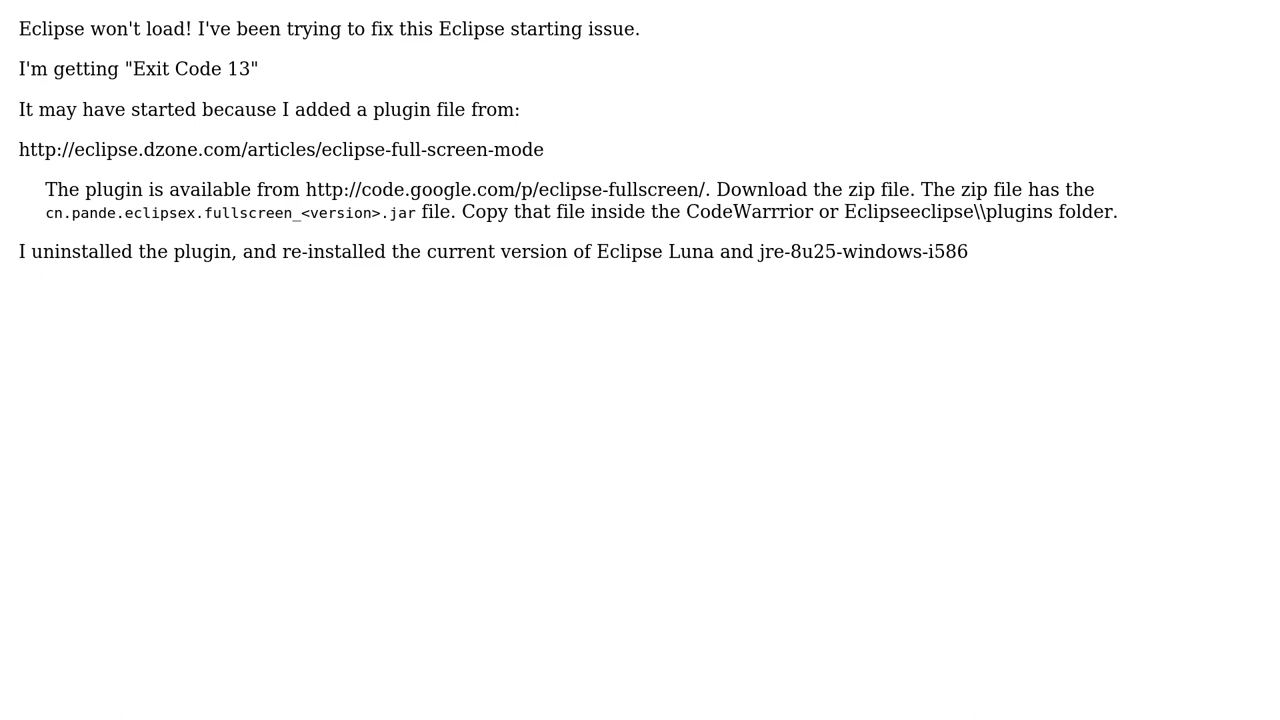 Eclipse won't load! I've been trying to fix this Eclipse starting issue.
I'm getting "Exit Code 13"
It may have started because I added a plugin file from:
http://eclipse.dzone.com/articles/eclipse-full-screen-mode
The plugin is available from http://code.google.com/p/eclipse-fullscreen/. Download the zip file. The zip file has the
cn.pande.eclipsex.fullscreen_<version>.jar file. Copy that file inside the CodeWarrrior or Eclipseeclipse\\plugins folder.
I uninstalled the plugin, and re-installed the current version of Eclipse Luna and jre-8u25-windows-i586